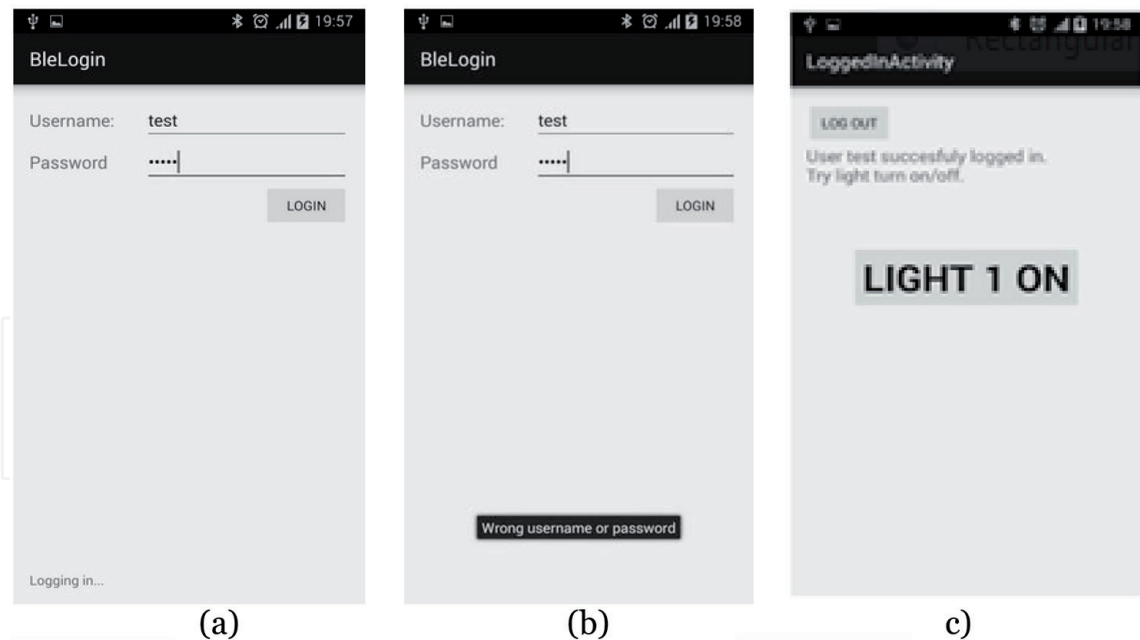 19:57
BleLogin
Username: test
Password •••••
LOGIN
Logging in...
(a)
19:58
BleLogin
Username: test
Password •••••
LOGIN
Wrong username or password
(b)
19:58
Rectangular
LoggedInActivity
LOG OUT
User test succesfuly logged in.
Try light turn on/off.
LIGHT 1 ON
c)